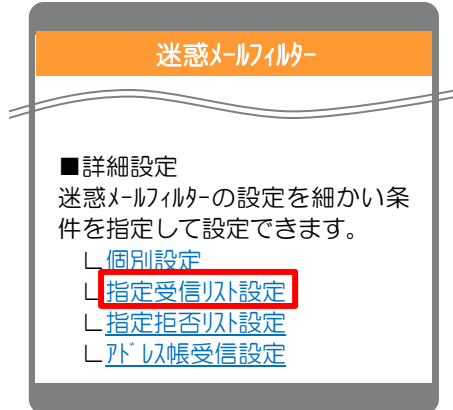 迷惑ﾒｰﾙﾌｨﾙﾀｰ
■詳細設定
迷惑ﾒｰﾙﾌｨﾙﾀｰの設定を細かい条
件を指定して設定できます。
∟個別設定
∟指定受信ﾘｽﾄ設定
∟指定拒否ﾘｽﾄ設定
∟ｱﾄﾞﾚｽ帳受信設定